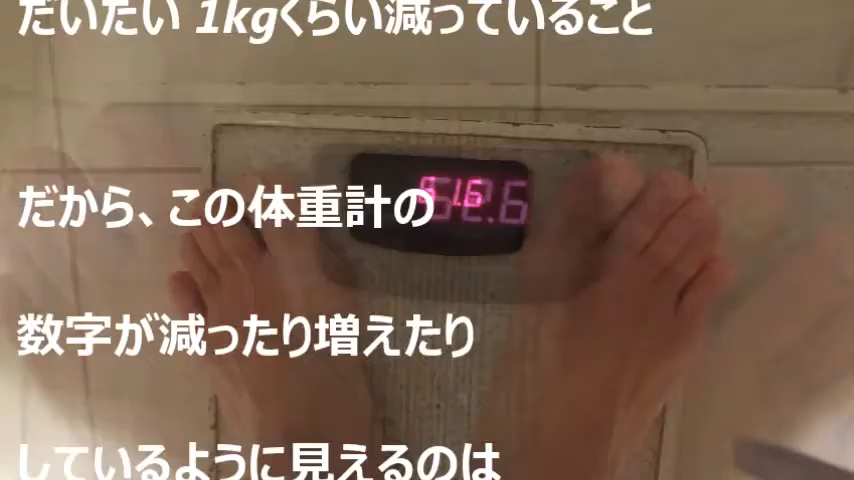 だいたい 1kgくらい減っていること
だから、この体重計の
数字が減ったり増えたり
しているように見えるのは